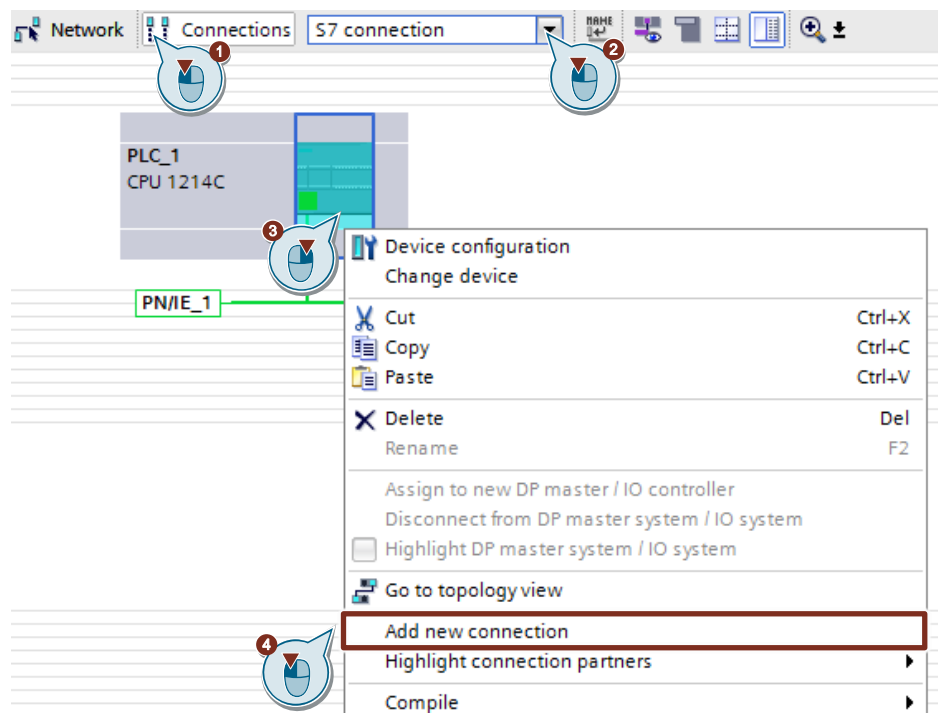 Network Connections S7 connection NAME
1
2
PLC_1
CPU 1214C
3
Device configuration
Change device
PN/IE_1
Cut Ctrl+X
Copy Ctrl+C
Paste Ctrl+V
Delete Del
Rename F2
Assign to new DP master / IO controller
Disconnect from DP master system / IO system
Highlight DP master system / IO system
Go to topology view
4
Add new connection
Highlight connection partners
Compile